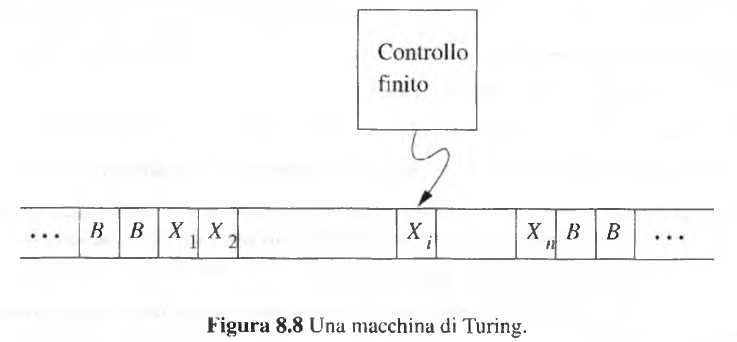 Controllo
finito
... B B X1 X2 Xi Xn B B ...
Figura 8.8 Una macchina di Turing.